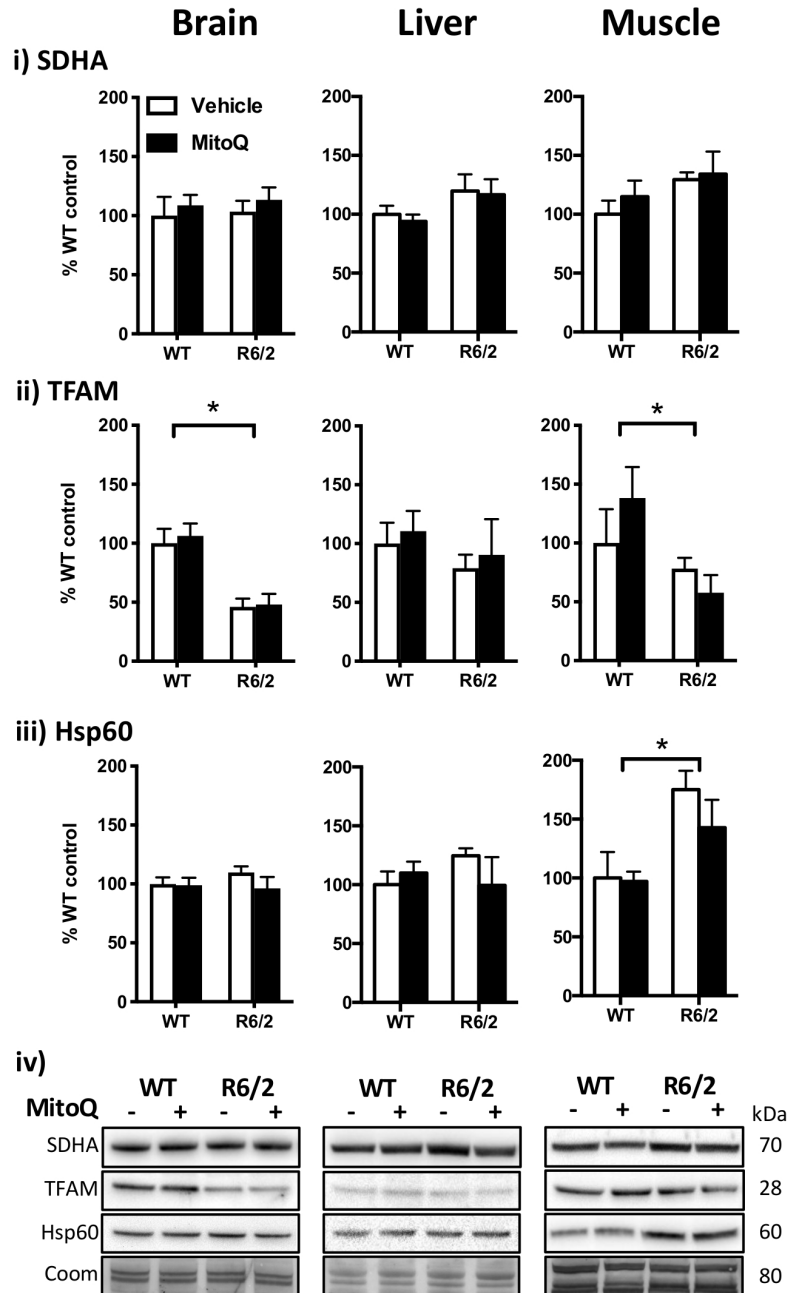 Brain Liver Muscle
i) SDHA
200 200 200
Vehicle
MitoQ
150 150 150
% WT control
100 100 100
50 50 50
0 0 0
WT R6/2 WT R6/2 WT R6/2
ii) TFAM
* *
200 200 200
150 150 150
% WT control
100 100 100
50 50 50
0 0 0
WT R6/2 WT R6/2 WT R6/2
iii) Hsp60
*
200 200 200
150 150 150
% WT control
100 100 100
50 50 50
0 0 0
WT R6/2 WT R6/2 WT R6/2
iv)
WT R6/2 WT R6/2 WT R6/2
MitoQ - + - + - + - + - + - + kDa
SDHA 70
TFAM 28
Hsp60 60
Coom 80